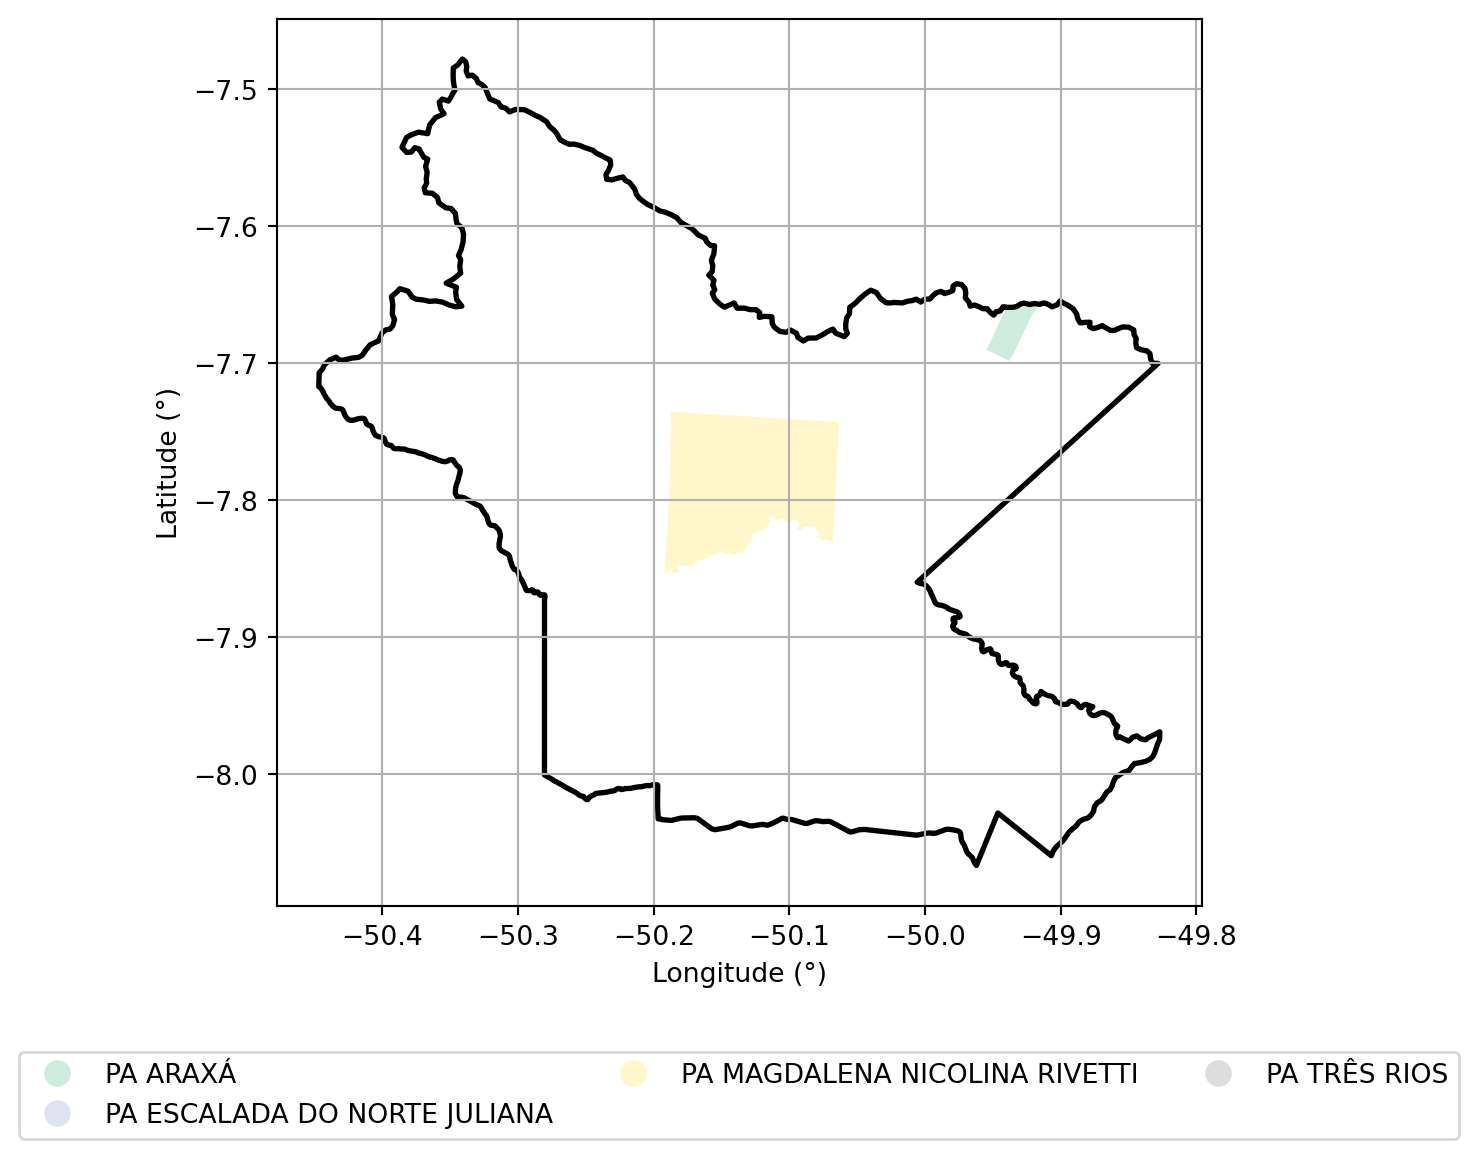 −7.5
−7.6
−7.7
−7.8
−7.9
−8.0
Latitude (°)
−50.4 −50.3 −50.2 −50.1 −50.0 −49.9 −49.8
Longitude (°)
PA ARAXÁ
PA ESCALADA DO NORTE JULIANA
PA MAGDALENA NICOLINA RIVETTI
PA TRÊS RIOS